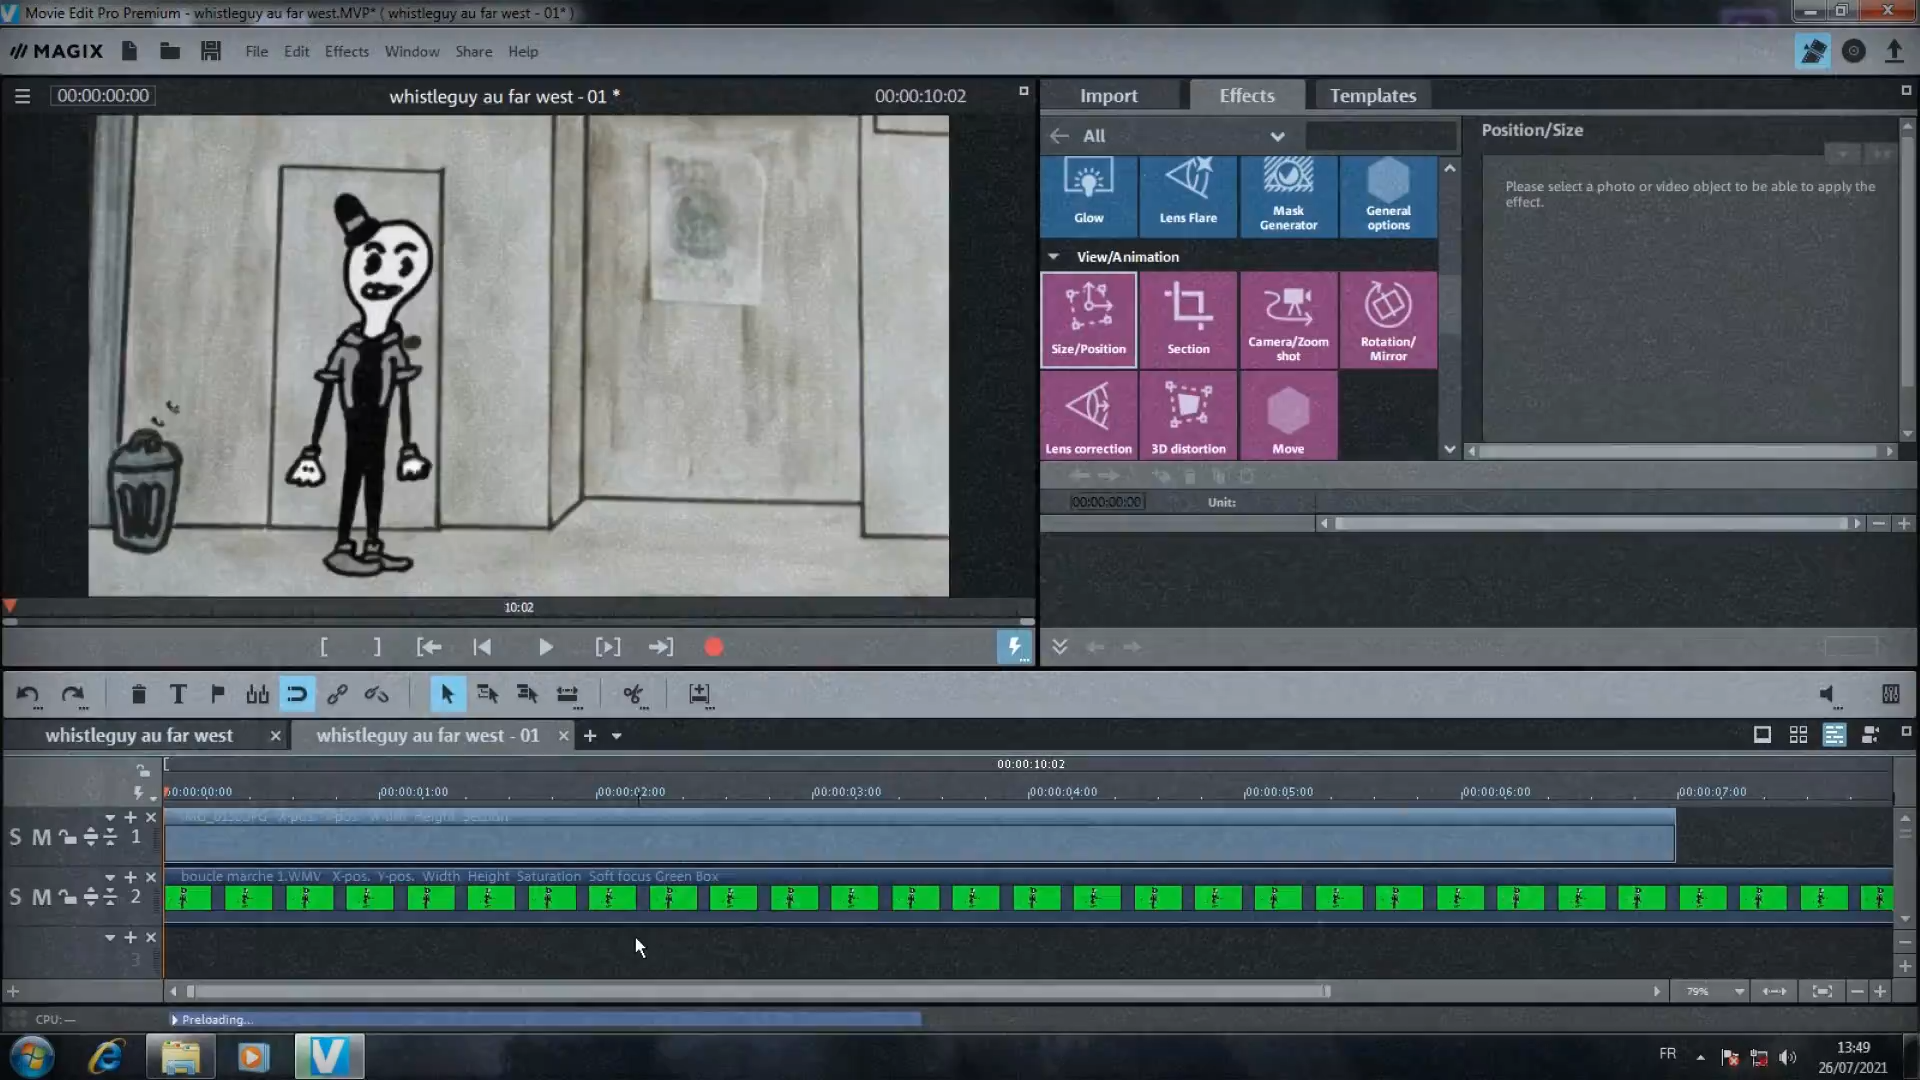 Movie Edit Pro Premium - whistleguy au far west.MVP* ( whistleguy au far west - 01* )
MAGIX File Edit Effects Window Share Help
00:00:00:00 whistleguy au far west - 01 * 00:00:10:02
Import Effects Templates
All
Position/Size
Please select a photo or video object to be able to apply the
effect.
Glow Lens Flare Mask Generator General options
View/Animation
Size/Position Section Camera/Zoom shot Rotation/ Mirror
Lens correction 3D distortion Move
00:00:00:00 Unit:
10:02
whistleguy au far west whistleguy au far west - 01
00:00:10:02
00:00:00:00 00:00:01:00 00:00:02:00 00:00:03:00 00:00:04:00 00:00:05:00 00:00:06:00 00:00:07:00
X-pos. Y-pos. Width Height Section
S M 1
boucle marche 1.WMV X-pos. Y-pos. Width Height Saturation Soft focus Green Box
S M 2
3
79%
CPU: — Preloading...
FR 13:49
26/07/2021